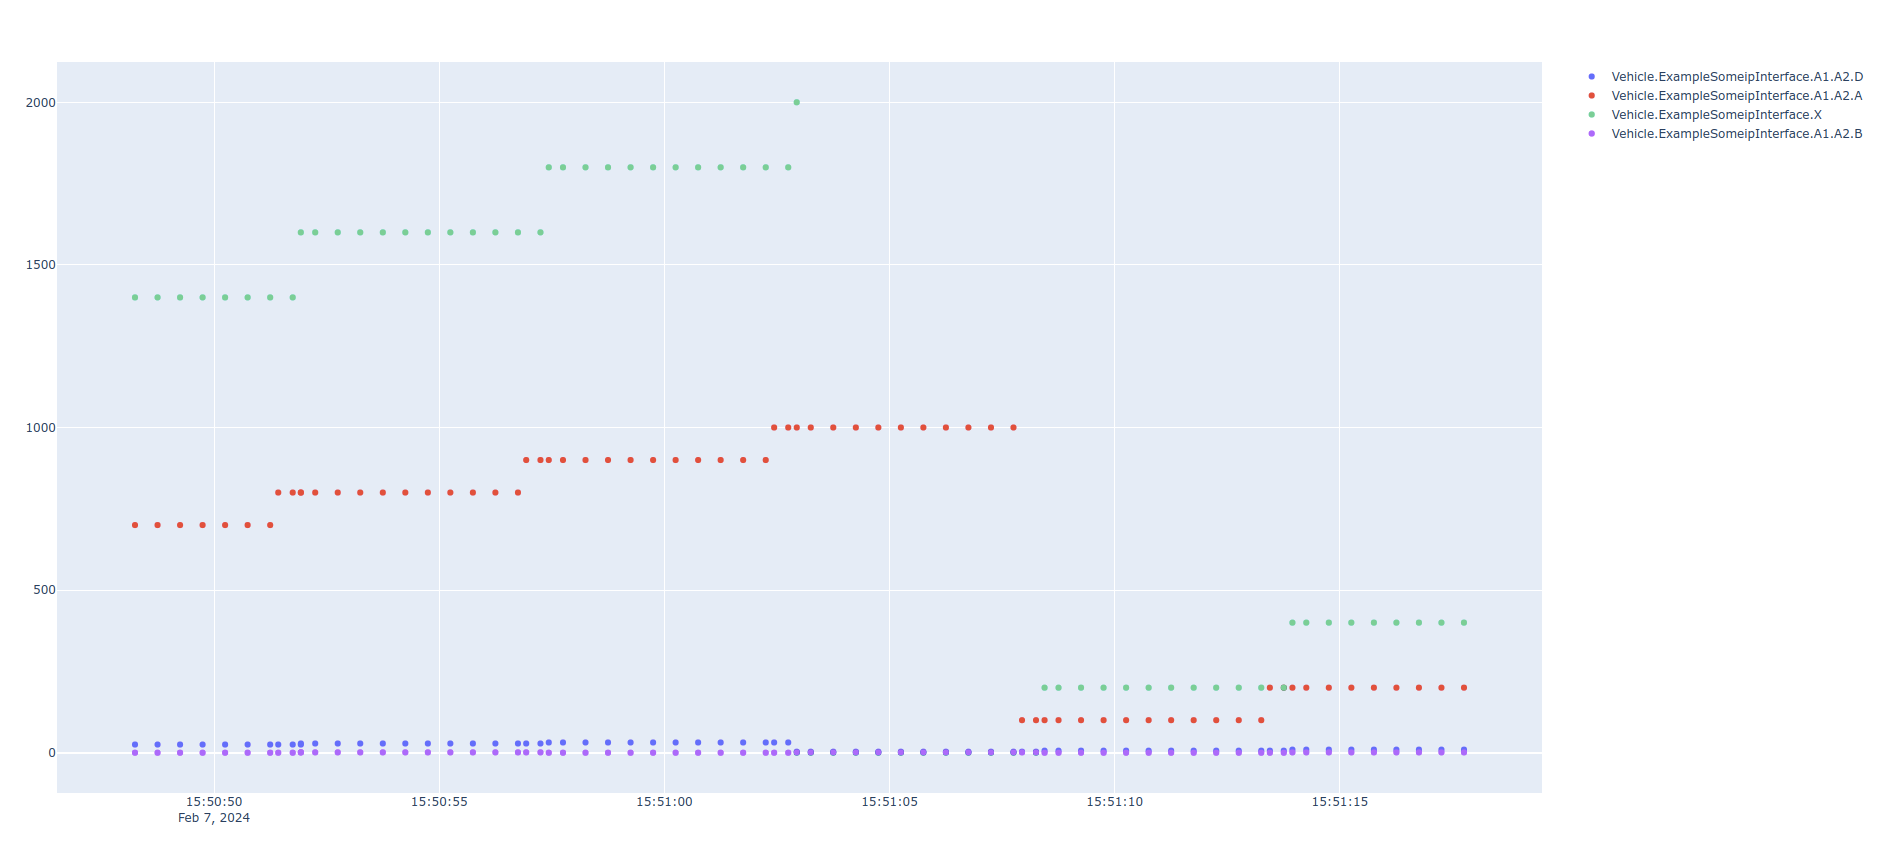 2000
1500
1000
500
0
15:50:50
Feb 7, 2024
15:50:55
15:51:00
15:51:05
15:51:10
15:51:15
Vehicle.ExampleSomeipInterface.A1.A2.D
Vehicle.ExampleSomeipInterface.A1.A2.A
Vehicle.ExampleSomeipInterface.X
Vehicle.ExampleSomeipInterface.A1.A2.B